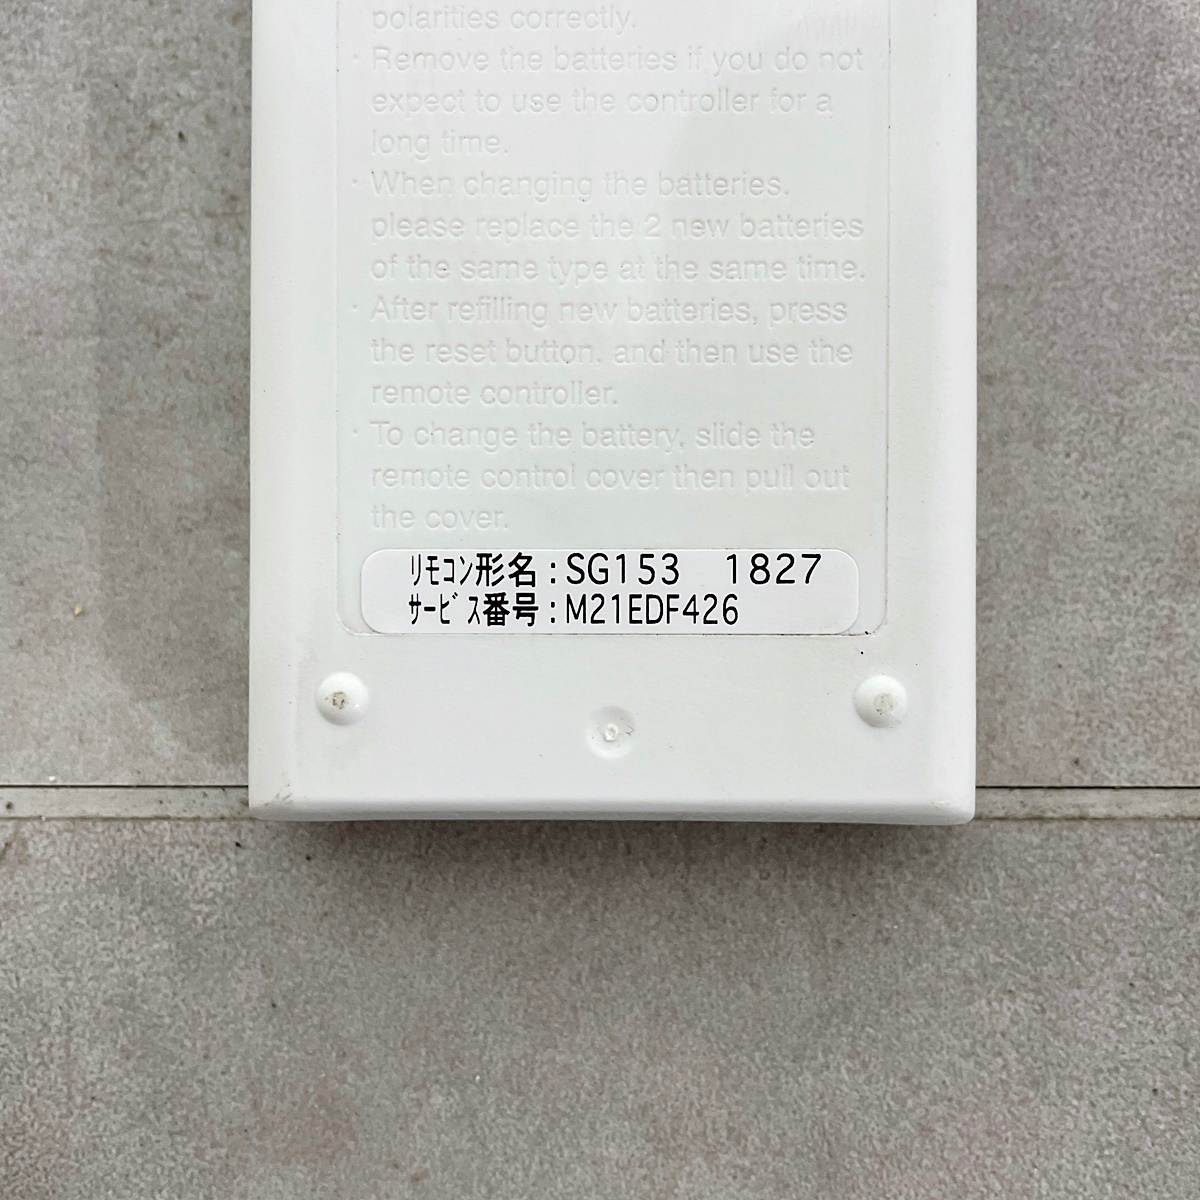 polarities correctly.
· Remove the batteries if you do not
expect to use the controller for a
long time.
· When changing the batteries,
please replace the 2 new batteries
of the same type at the same time.
· After refilling new batteries, press
the reset button, and then use the
remote controller.
· To change the battery, slide the
remote control cover then pull out
the cover.
ﾘﾓｺﾝ形名:SG153 1827
ｻｰﾋﾞｽ番号:M21EDF426